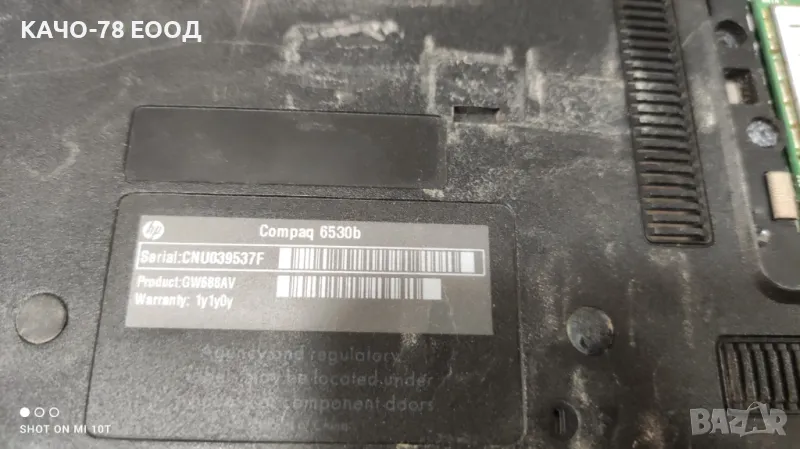 КАЧО-78 ЕООД
hp
Compaq 6530b
Serial:CNU039537F
Product:GW688AV
Warranty: 1y1y0y
Agency and regulatory
may be located under
component doors
SHOT ON MI 10T
BAZAR